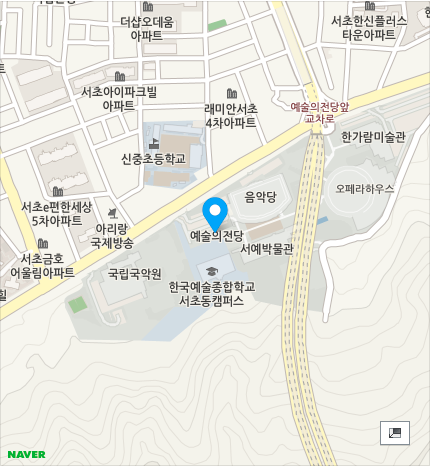 더샵오데움
아파트
서초한신플러스
타운아파트
서초아이파크빌
아파트
래미안서초
4차아파트
예술의전당앞
교차로
한가람미술관
신중초등학교
음악당
오페라하우스
서초e편한세상
5차아파트
아리랑
국제방송
예술의전당
서예박물관
서초금호
어울림아파트
국립국악원
한국예술종합학교
서초동캠퍼스
힐
NAVER